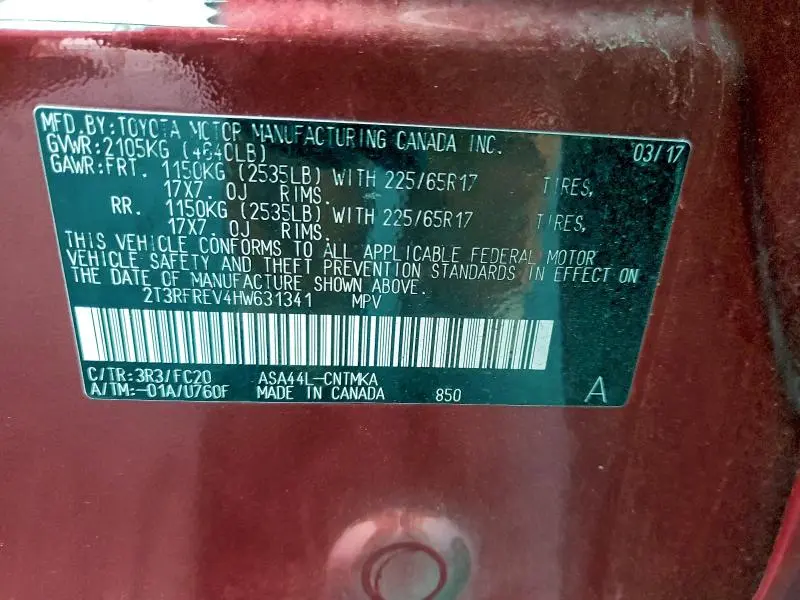 MFD.BY:TOYOTA MOTOR MANUFACTURING CANADA INC.
GVWR:2105KG (4640LB) 03/17
GAWR:FRT. 1150KG (2535LB) WITH 225/65R17 TIRES,
17X7.0J RIMS.
RR. 1150KG (2535LB) WITH 225/65R17 TIRES,
17X7.0J RIMS.
THIS VEHICLE CONFORMS TO ALL APPLICABLE FEDERAL MOTOR
VEHICLE SAFETY AND THEFT PREVENTION STANDARDS IN EFFECT ON
THE DATE OF MANUFACTURE SHOWN ABOVE.
2T3RFREV4HW631341 MPV
C/TR:3R3/FC20 ASA44L-CNTMKA
A/TM:-01A/U760F MADE IN CANADA 850 A